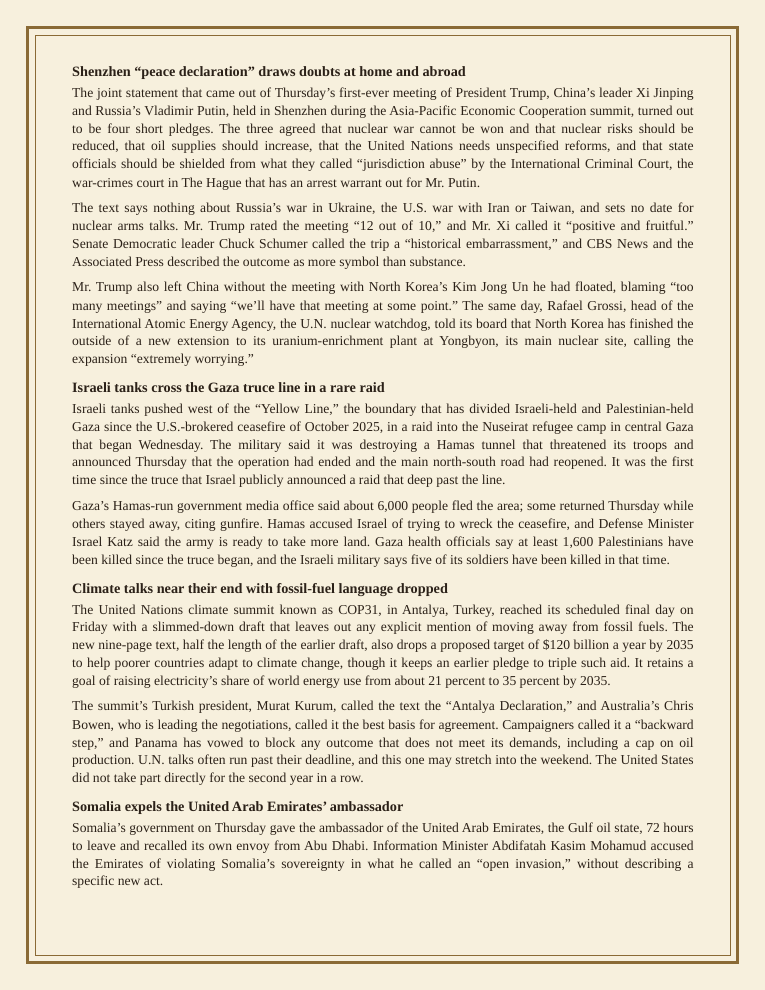 Shenzhen “peace declaration” draws doubts at home and abroad
The joint statement that came out of Thursday’s first-ever meeting of President Trump, China’s leader Xi Jinping
and Russia’s Vladimir Putin, held in Shenzhen during the Asia-Pacific Economic Cooperation summit, turned out
to be four short pledges. The three agreed that nuclear war cannot be won and that nuclear risks should be
reduced, that oil supplies should increase, that the United Nations needs unspecified reforms, and that state
officials should be shielded from what they called “jurisdiction abuse” by the International Criminal Court, the
war-crimes court in The Hague that has an arrest warrant out for Mr. Putin.
The text says nothing about Russia’s war in Ukraine, the U.S. war with Iran or Taiwan, and sets no date for
nuclear arms talks. Mr. Trump rated the meeting “12 out of 10,” and Mr. Xi called it “positive and fruitful.”
Senate Democratic leader Chuck Schumer called the trip a “historical embarrassment,” and CBS News and the
Associated Press described the outcome as more symbol than substance.
Mr. Trump also left China without the meeting with North Korea’s Kim Jong Un he had floated, blaming “too
many meetings” and saying “we’ll have that meeting at some point.” The same day, Rafael Grossi, head of the
International Atomic Energy Agency, the U.N. nuclear watchdog, told its board that North Korea has finished the
outside of a new extension to its uranium-enrichment plant at Yongbyon, its main nuclear site, calling the
expansion “extremely worrying.”
Israeli tanks cross the Gaza truce line in a rare raid
Israeli tanks pushed west of the “Yellow Line,” the boundary that has divided Israeli-held and Palestinian-held
Gaza since the U.S.-brokered ceasefire of October 2025, in a raid into the Nuseirat refugee camp in central Gaza
that began Wednesday. The military said it was destroying a Hamas tunnel that threatened its troops and
announced Thursday that the operation had ended and the main north-south road had reopened. It was the first
time since the truce that Israel publicly announced a raid that deep past the line.
Gaza’s Hamas-run government media office said about 6,000 people fled the area; some returned Thursday while
others stayed away, citing gunfire. Hamas accused Israel of trying to wreck the ceasefire, and Defense Minister
Israel Katz said the army is ready to take more land. Gaza health officials say at least 1,600 Palestinians have
been killed since the truce began, and the Israeli military says five of its soldiers have been killed in that time.
Climate talks near their end with fossil-fuel language dropped
The United Nations climate summit known as COP31, in Antalya, Turkey, reached its scheduled final day on
Friday with a slimmed-down draft that leaves out any explicit mention of moving away from fossil fuels. The
new nine-page text, half the length of the earlier draft, also drops a proposed target of $120 billion a year by 2035
to help poorer countries adapt to climate change, though it keeps an earlier pledge to triple such aid. It retains a
goal of raising electricity’s share of world energy use from about 21 percent to 35 percent by 2035.
The summit’s Turkish president, Murat Kurum, called the text the “Antalya Declaration,” and Australia’s Chris
Bowen, who is leading the negotiations, called it the best basis for agreement. Campaigners called it a “backward
step,” and Panama has vowed to block any outcome that does not meet its demands, including a cap on oil
production. U.N. talks often run past their deadline, and this one may stretch into the weekend. The United States
did not take part directly for the second year in a row.
Somalia expels the United Arab Emirates’ ambassador
Somalia’s government on Thursday gave the ambassador of the United Arab Emirates, the Gulf oil state, 72 hours
to leave and recalled its own envoy from Abu Dhabi. Information Minister Abdifatah Kasim Mohamud accused
the Emirates of violating Somalia’s sovereignty in what he called an “open invasion,” without describing a
specific new act.